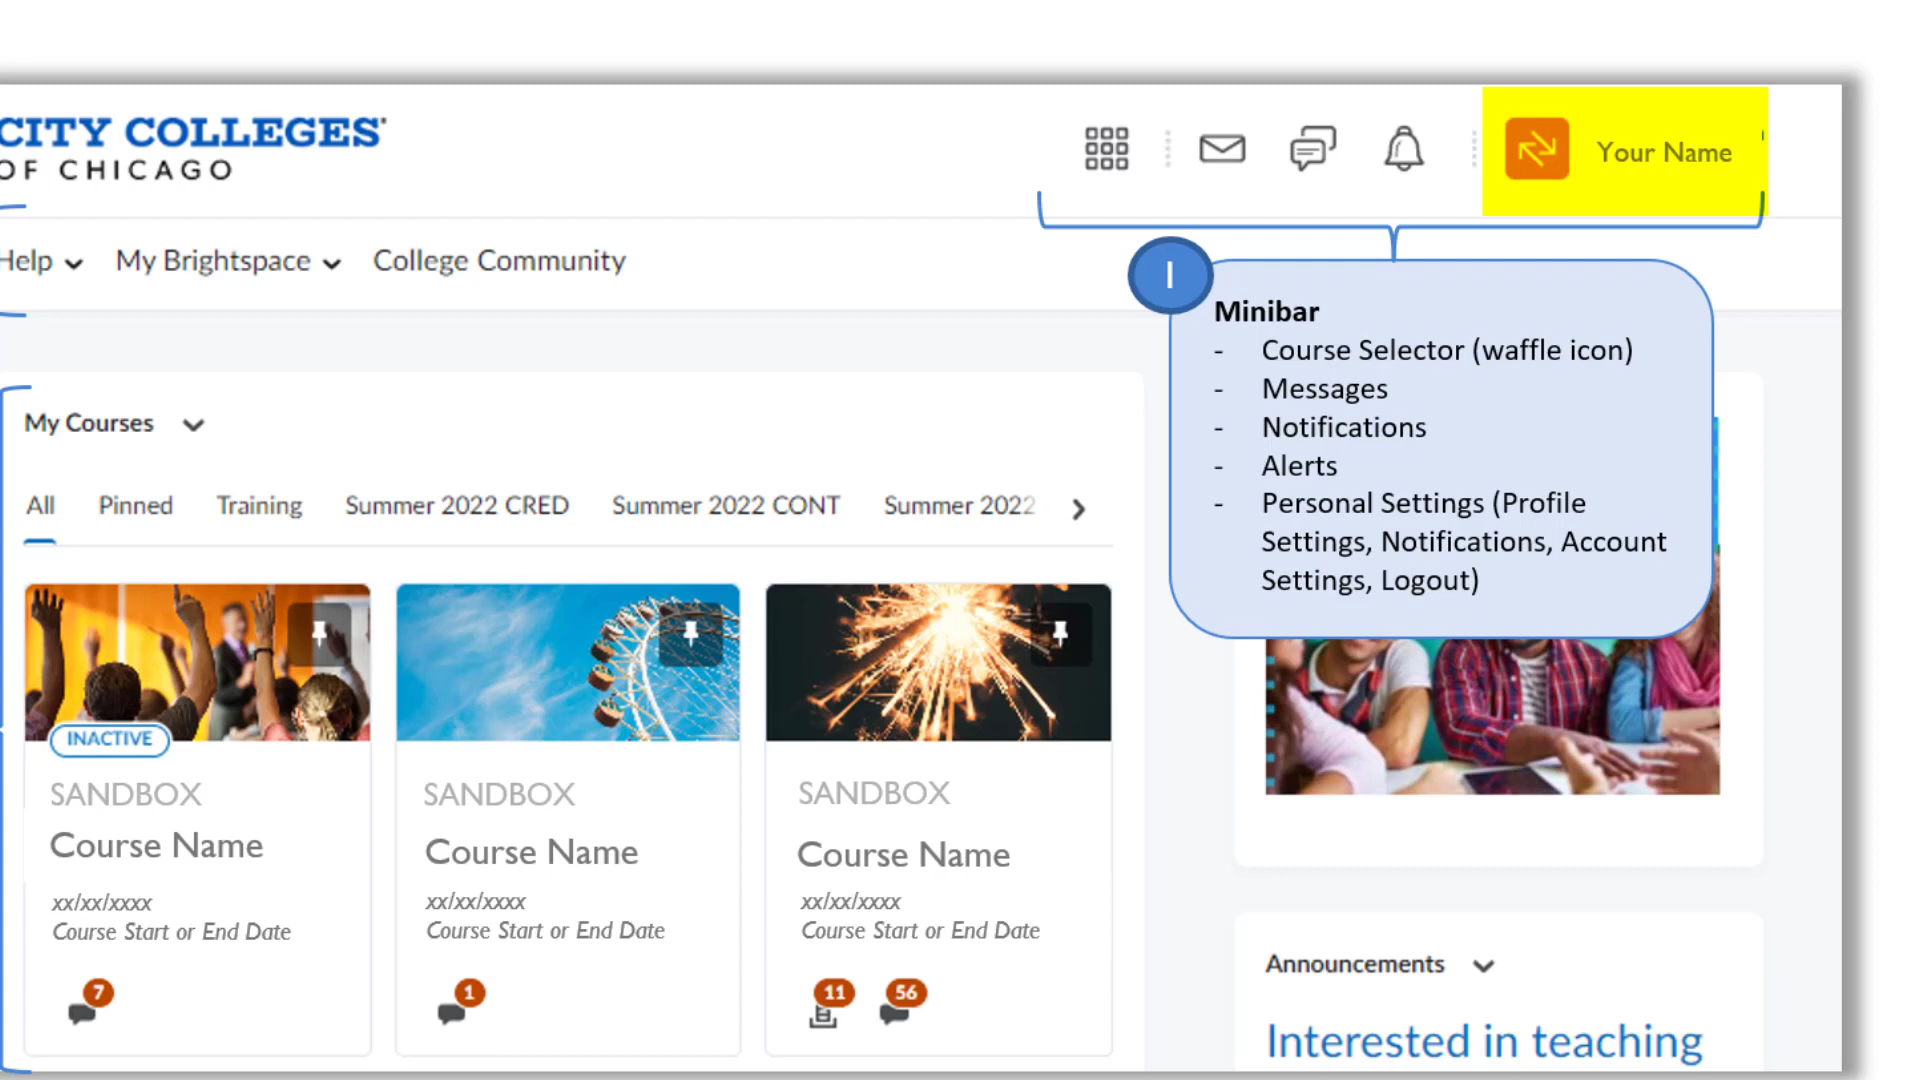 CITY COLLEGES
OF CHICAGO
Your Name
Help
My Brightspace
College Community
I
Minibar
- Course Selector (waffle icon)
- Messages
- Notifications
- Alerts
- Personal Settings (Profile
Settings, Notifications, Account
Settings, Logout)
My Courses
All
Pinned
Training
Summer 2022 CRED
Summer 2022 CONT
Summer 2022
INACTIVE
SANDBOX
Course Name
xx/xx/xxxx
Course Start or End Date
7
SANDBOX
Course Name
xx/xx/xxxx
Course Start or End Date
1
SANDBOX
Course Name
xx/xx/xxxx
Course Start or End Date
11
56
Announcements
Interested in teaching